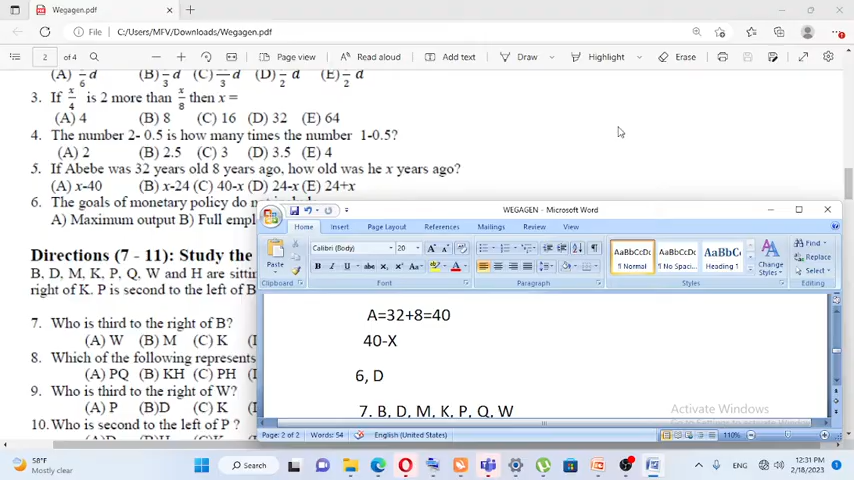 Wegagen.pdf
File
C:/Users/MFV/Downloads/Wegagen.pdf
2 of 4
Page view
Read aloud
Add text
Draw
Highlight
Erase
(A) π/6 d (B) π/3 d (C) d (D) π/2 d (E) d
3. If x/4 is 2 more than x/8 then x =
(A) 4 (B) 8 (C) 16 (D) 32 (E) 64
4. The number 2- 0.5 is how many times the number 1-0.5?
(A) 2 (B) 2.5 (C) 3 (D) 3.5 (E) 4
5. If Abebe was 32 years old 8 years ago, how old was he x years ago?
(A) x-40 (B) x-24 (C) 40-x (D) 24-x (E) 24+x
6. The goals of monetary policy do
A) Maximum output B) Full empl
Directions (7 - 11): Study the
B, D, M, K, P, Q, W and H are sittin
right of K. P is second to the left of B
7. Who is third to the right of B?
(A) W (B) M (C) K
8. Which of the following represents
(A) PQ (B) KH (C) PH
9. Who is third to the right of W?
(A) P (B)D (C) K
10. Who is second to the left of P ?
WEGAGEN - Microsoft Word
Home Insert Page Layout References Mailings Review View
Paste
Calibri (Body) 20
B I U abc
AaBbCcDc AaBbCcDc AaBbC
¶ Normal ¶ No Spaci... Heading 1
Change Styles
Find
Replace
Select
Clipboard Font Paragraph Styles Editing
A=32+8=40
40-X
6, D
7. B, D, M, K, P, Q, W
Activate Windows
Page: 2 of 2 Words: 54 English (United States) 110%
58°F
Mostly clear
Search
ENG
12:31 PM
2/18/2023